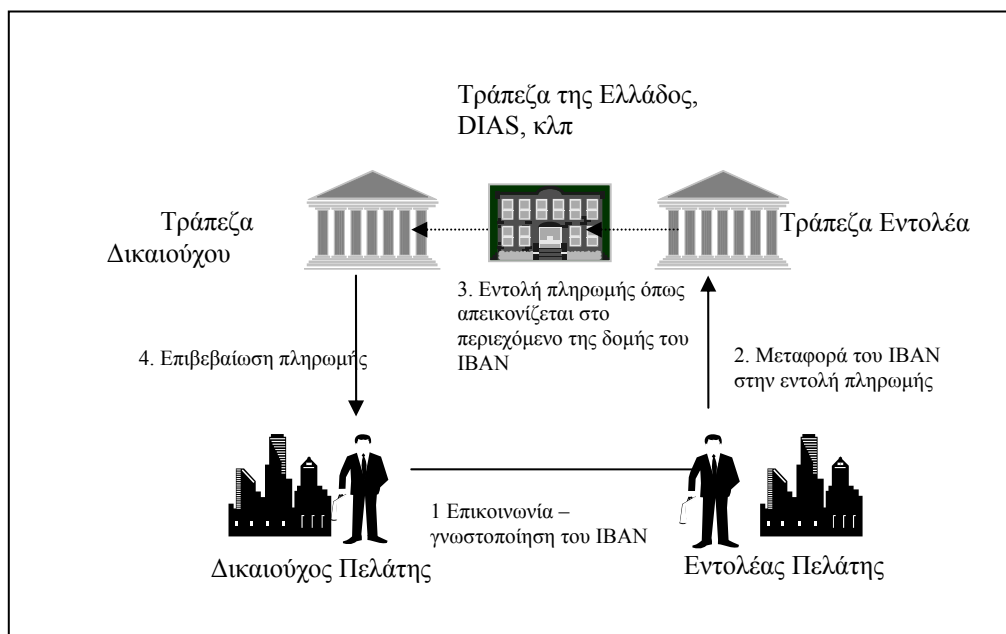 Τράπεζα της Ελλάδος,
DIAS, κλπ
Τράπεζα
Δικαιούχου
Τράπεζα Εντολέα
3. Εντολή πληρωμής όπως
απεικονίζεται στο
περιεχόμενο της δομής του
IBAN
4. Επιβεβαίωση πληρωμής
2. Μεταφορά του IBAN
στην εντολή πληρωμής
1 Επικοινωνία –
γνωστοποίηση του IBAN
Δικαιούχος Πελάτης
Εντολέας Πελάτης